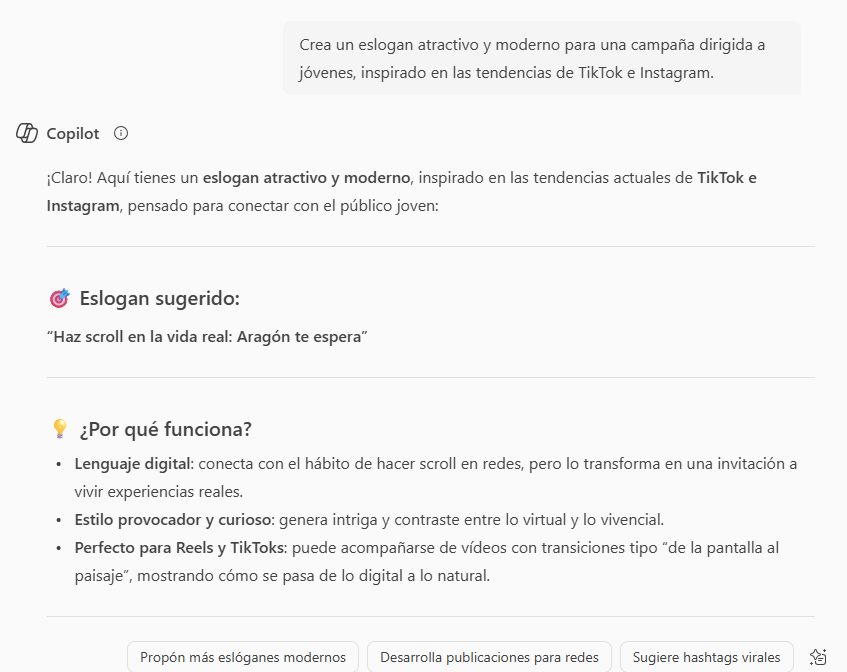 Crea un eslogan atractivo y moderno para una campaña dirigida a
jóvenes, inspirado en las tendencias de TikTok e Instagram.
Copilot
¡Claro! Aquí tienes un eslogan atractivo y moderno, inspirado en las tendencias actuales de TikTok e
Instagram, pensado para conectar con el público joven:
Eslogan sugerido:
“Haz scroll en la vida real: Aragón te espera”
¿Por qué funciona?
• Lenguaje digital: conecta con el hábito de hacer scroll en redes, pero lo transforma en una invitación a
vivir experiencias reales.
• Estilo provocador y curioso: genera intriga y contraste entre lo virtual y lo vivencial.
• Perfecto para Reels y TikToks: puede acompañarse de vídeos con transiciones tipo “de la pantalla al
paisaje”, mostrando cómo se pasa de lo digital a lo natural.
Propón más eslóganes modernos
Desarrolla publicaciones para redes
Sugiere hashtags virales